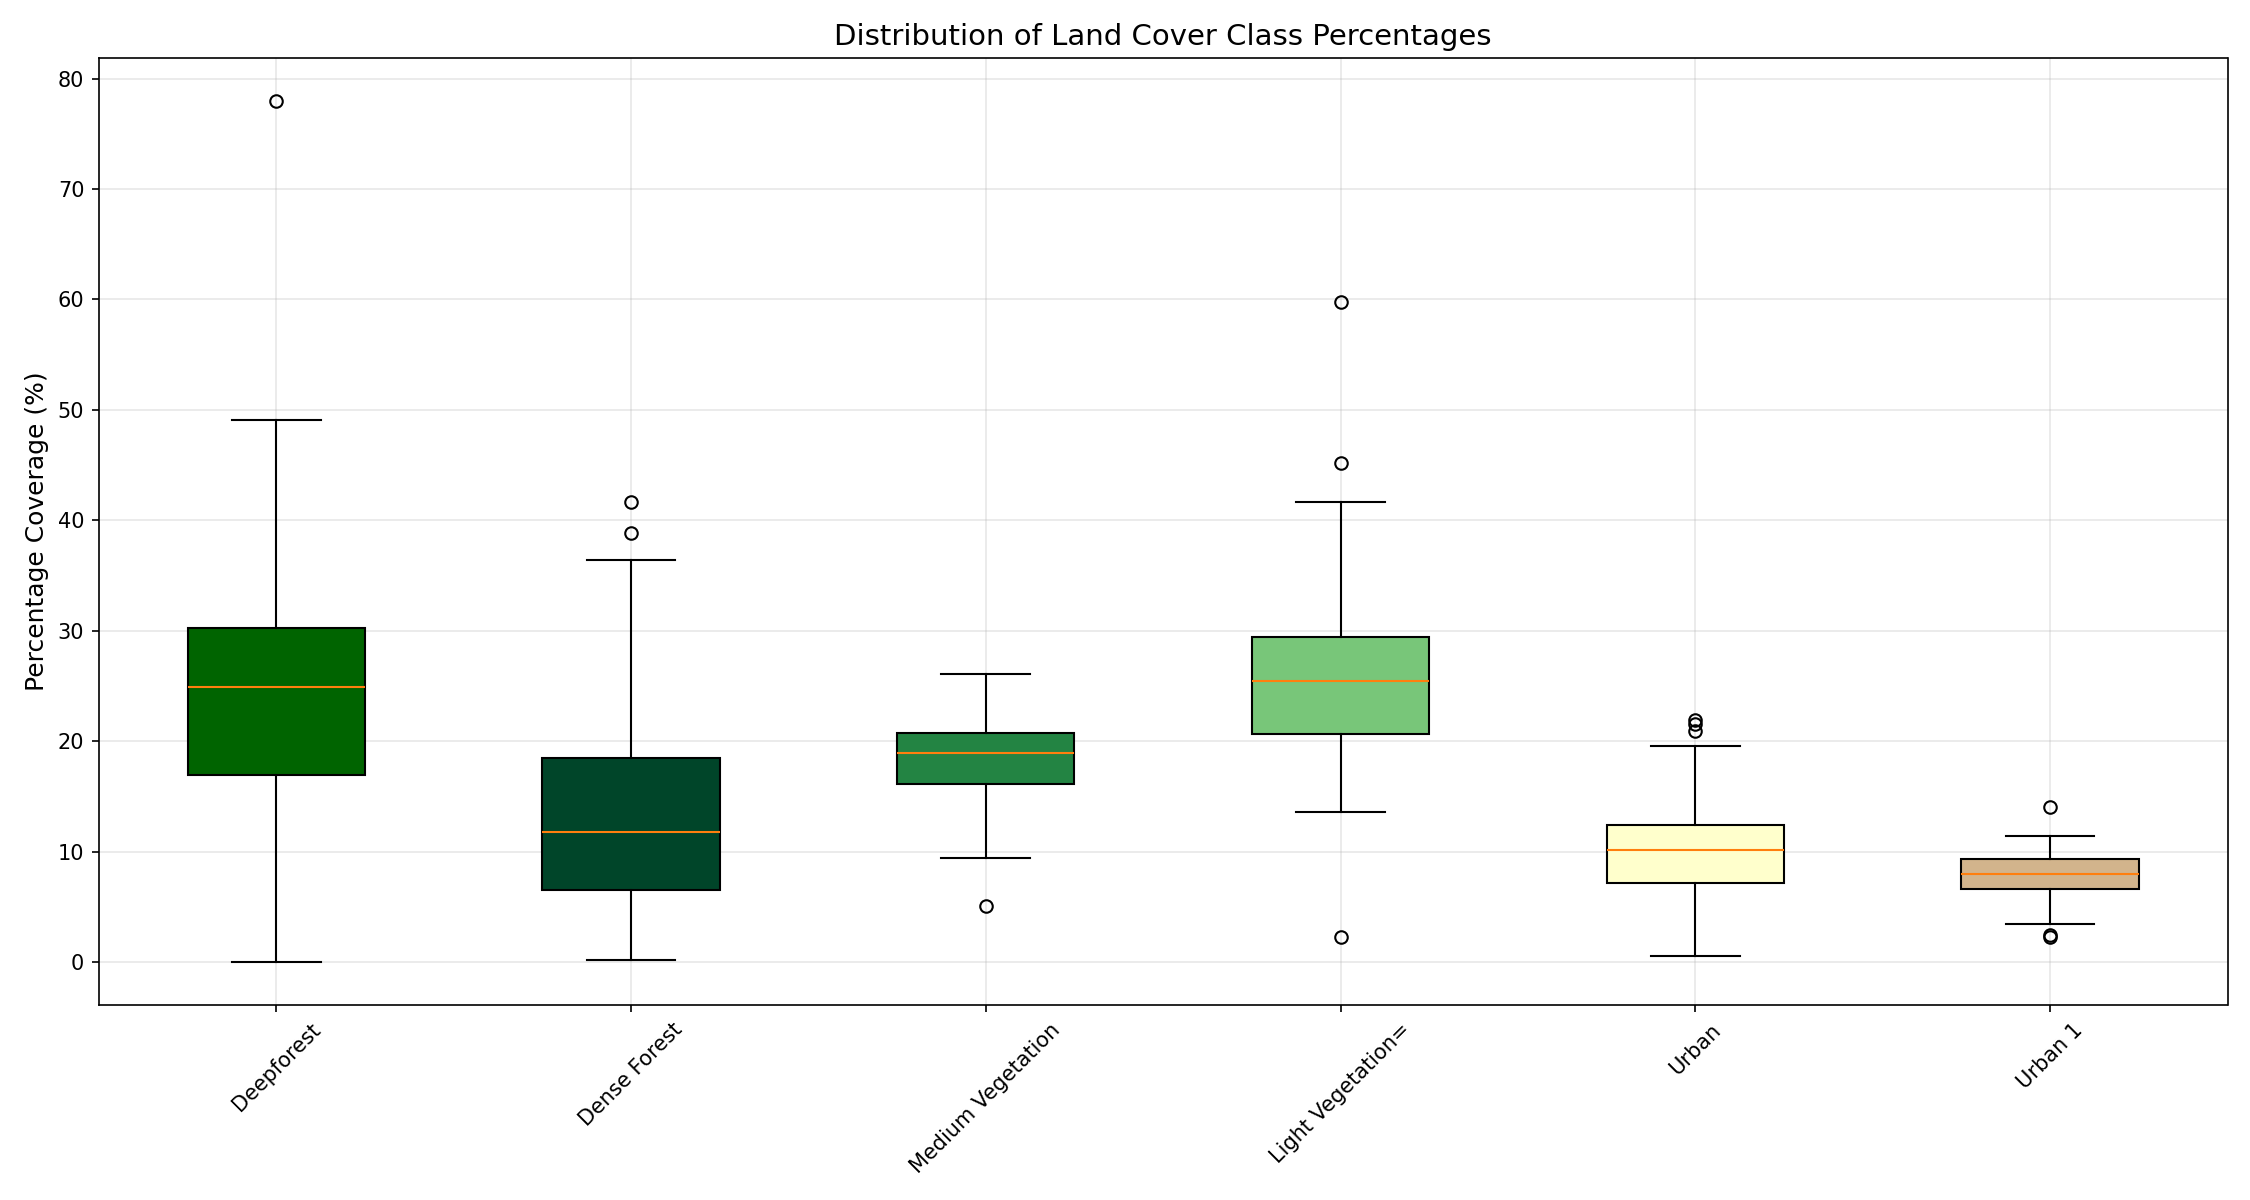 Distribution of Land Cover Class Percentages
Percentage Coverage (%)
80
70
60
50
40
30
20
10
0
Deepforest
Dense Forest
Medium Vegetation
Light Vegetation=
Urban
Urban 1